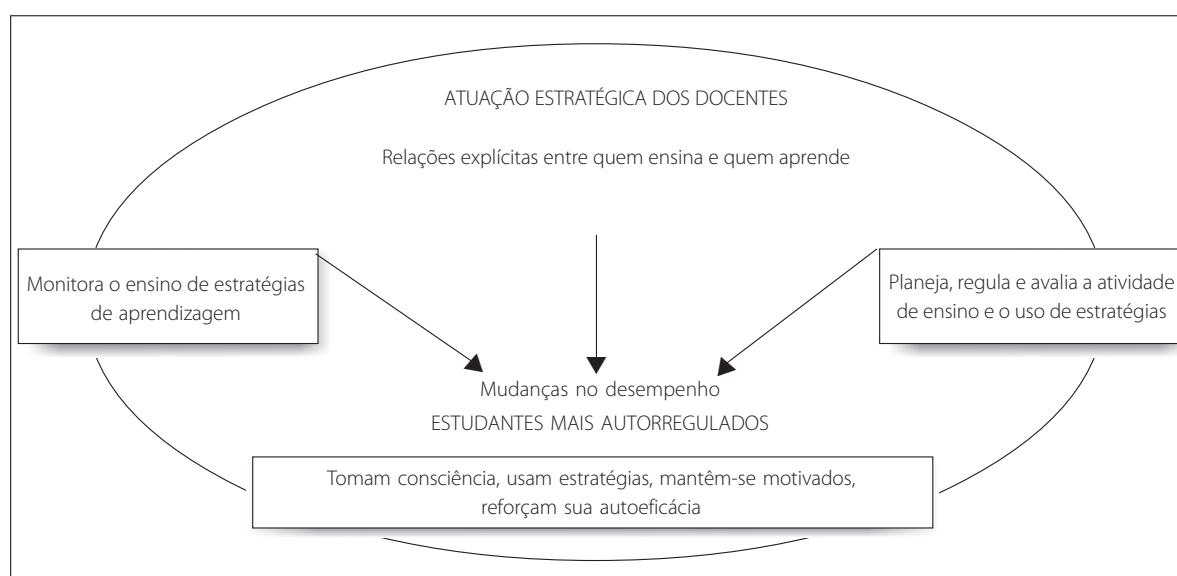 ATUAÇÃO ESTRATÉGICA DOS DOCENTES
Relações explícitas entre quem ensina e quem aprende
Monitora o ensino de estratégias
de aprendizagem
Planeja, regula e avalia a atividade
de ensino e o uso de estratégias
Mudanças no desempenho
ESTUDANTES MAIS AUTORREGULADOS
Tomam consciência, usam estratégias, mantêm-se motivados,
reforçam sua autoeficácia